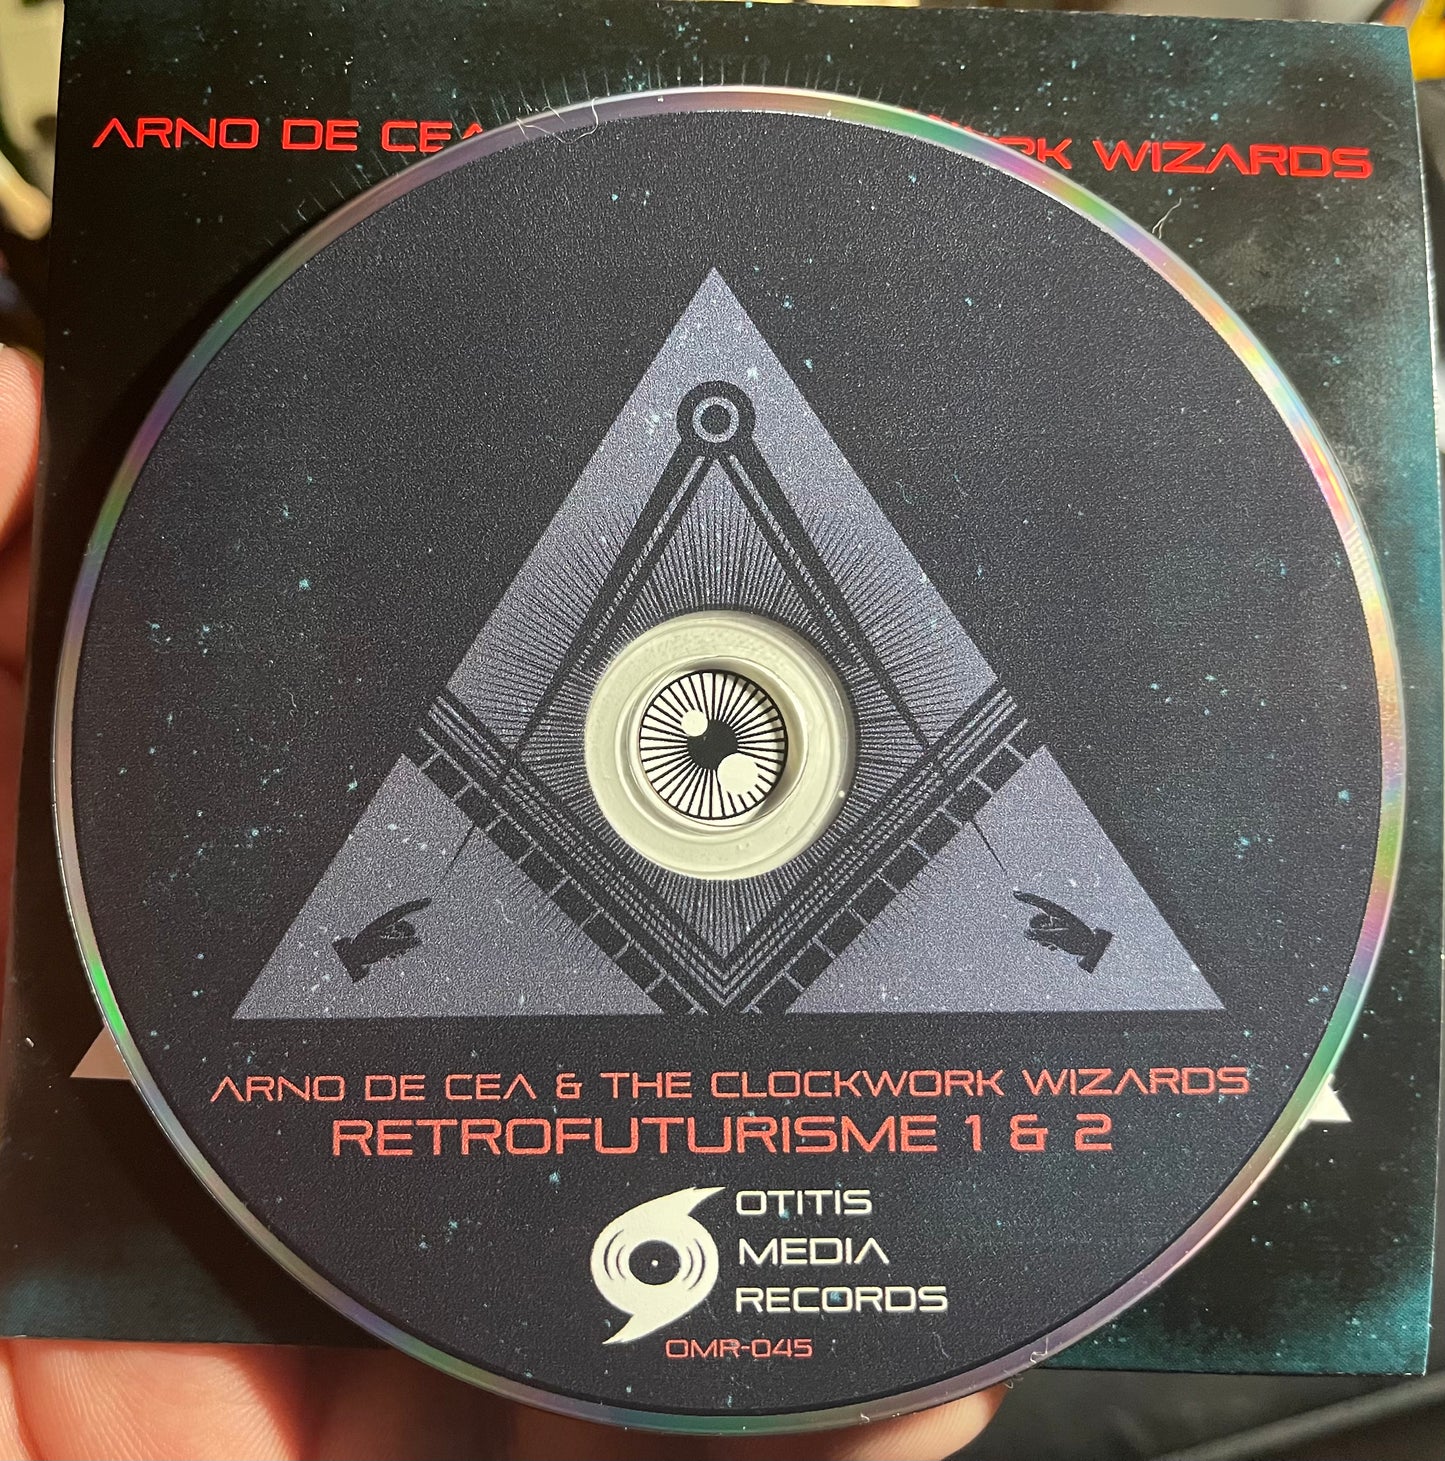 ARNO DE CEA WIZARDS
ARNO DE CEA & THE CLOCKWORK WIZARDS
RETROFUTURISME 1 & 2
OTITIS
MEDIA
RECORDS
OMR-045